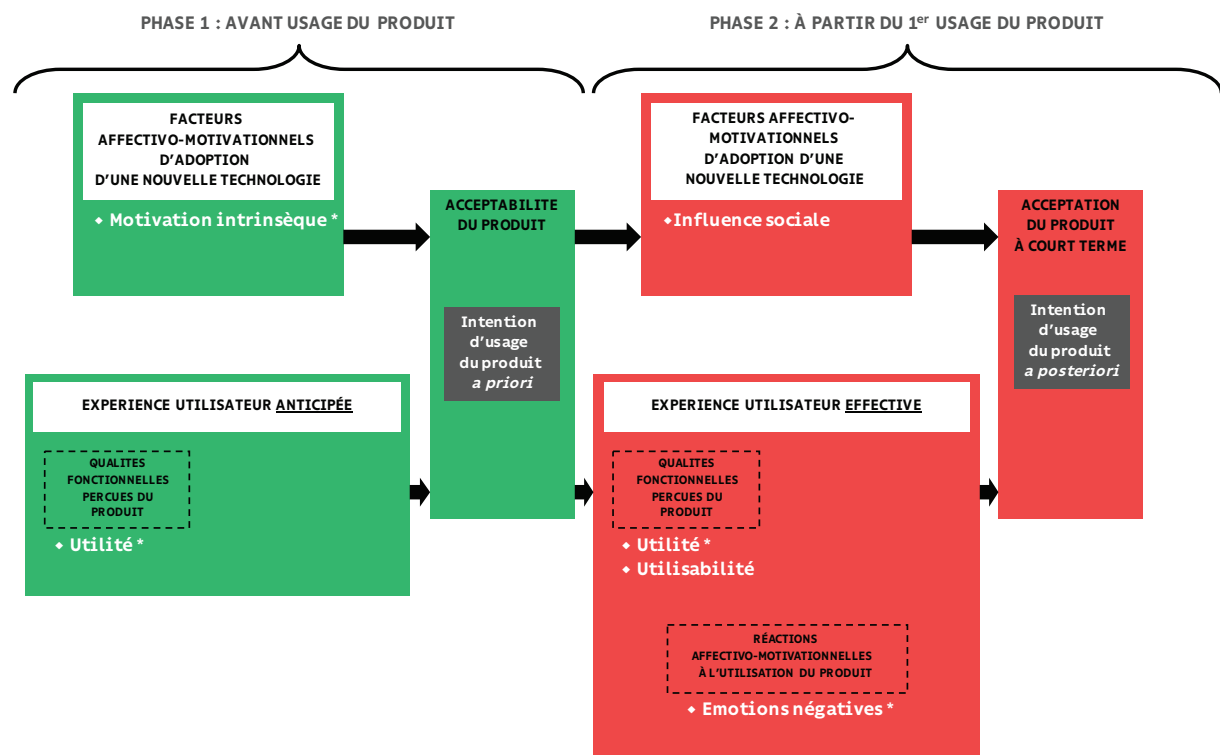 PHASE 1 : AVANT USAGE DU PRODUIT
PHASE 2 : À PARTIR DU 1er USAGE DU PRODUIT
FACTEURS
AFFECTIVO-MOTIVATIONNELS
D'ADOPTION
D'UNE NOUVELLE TECHNOLOGIE
◆ Motivation intrinsèque *
ACCEPTABILITE
DU PRODUIT
Intention
d'usage
du produit
a priori
EXPERIENCE UTILISATEUR ANTICIPÉE
QUALITES
FONCTIONNELLES
PERCUES DU
PRODUIT
◆ Utilité *
FACTEURS AFFECTIVO-
MOTIVATIONNELS
D'ADOPTION D'UNE
NOUVELLE TECHNOLOGIE
◆Influence sociale
ACCEPTATION
DU PRODUIT
À COURT TERME
Intention
d'usage
du produit
a posteriori
EXPERIENCE UTILISATEUR EFFECTIVE
QUALITES
FONCTIONNELLES
PERCUES DU
PRODUIT
◆ Utilité *
◆ Utilisabilité
RÉACTIONS
AFFECTIVO-MOTIVATIONNELLES
À L'UTILISATION DU PRODUIT
◆ Emotions négatives *